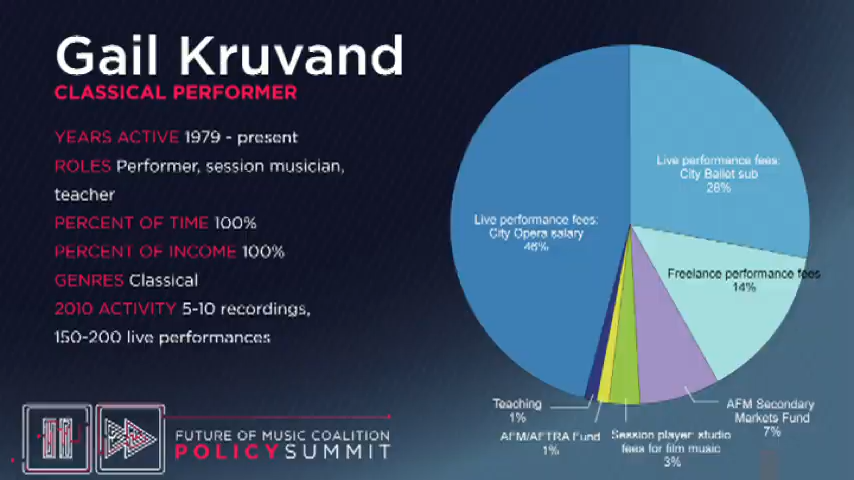 Gail Kruvand
CLASSICAL PERFORMER
YEARS ACTIVE 1979 - present
ROLES Performer, session musician,
teacher
PERCENT OF TIME 100%
PERCENT OF INCOME 100%
GENRES Classical
2010 ACTIVITY 5-10 recordings,
150-200 live performances
FUTURE OF MUSIC COALITION
POLICY SUMMIT
Live performance fees:
City Ballet sub
28%
Live performance fees:
City Opera salary
46%
Freelance performance fees
14%
Teaching
1%
AFM/AFTRA Fund
1%
Session player: studio
fees for film music
3%
AFM Secondary
Markets Fund
7%